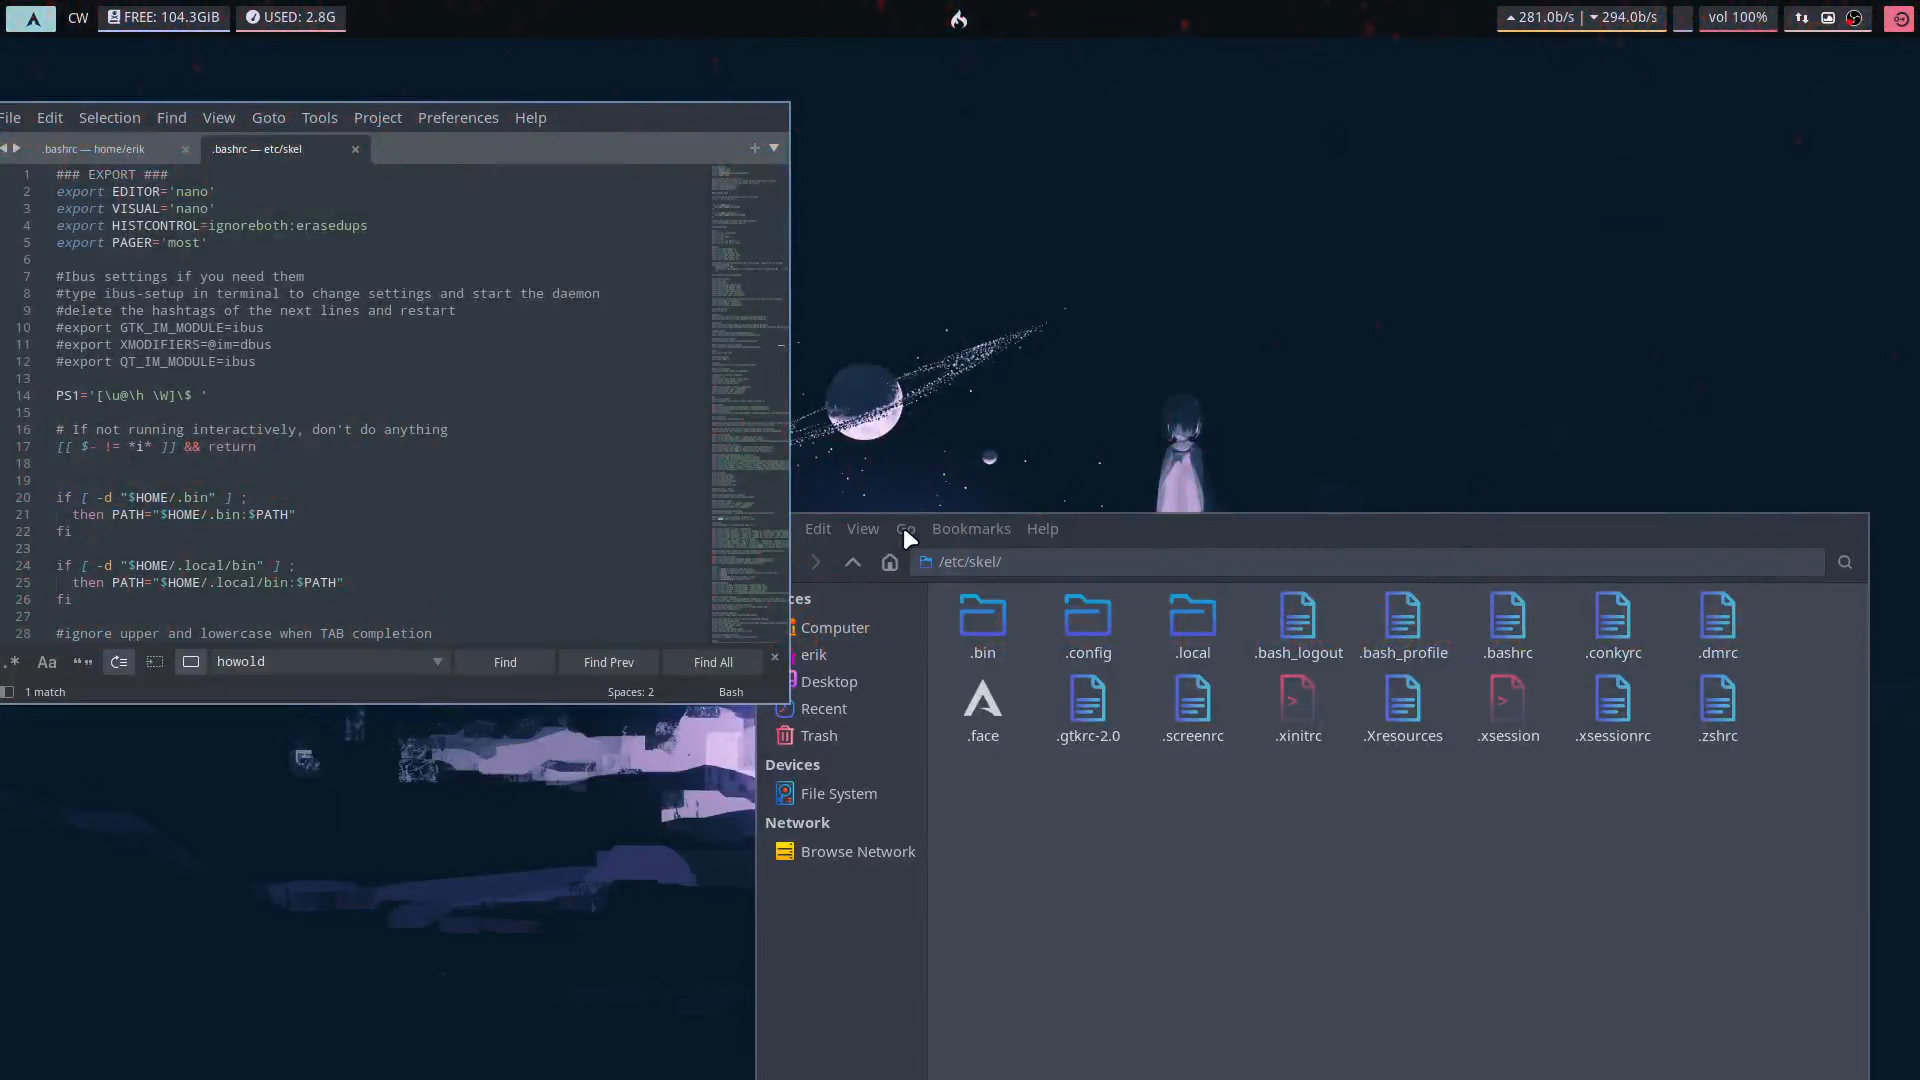 CW
FREE: 104.3GIB
USED: 2.8G
281.0b/s | 294.0b/s
vol 100%
File Edit Selection Find View Goto Tools Project Preferences Help
.bashrc — home/erik
.bashrc — etc/skel
1 ### EXPORT ###
2 export EDITOR='nano'
3 export VISUAL='nano'
4 export HISTCONTROL=ignoreboth:erasedups
5 export PAGER='most'
6
7 #Ibus settings if you need them
8 #type ibus-setup in terminal to change settings and start the daemon
9 #delete the hashtags of the next lines and restart
10 #export GTK_IM_MODULE=ibus
11 #export XMODIFIERS=@im=dbus
12 #export QT_IM_MODULE=ibus
13
14 PS1='[\u@\h \W]\$ '
15
16 # If not running interactively, don't do anything
17 [[ $- != *i* ]] && return
18
19
20 if [ -d "$HOME/.bin" ] ;
21 then PATH="$HOME/.bin:$PATH"
22 fi
23
24 if [ -d "$HOME/.local/bin" ] ;
25 then PATH="$HOME/.local/bin:$PATH"
26 fi
27
28 #ignore upper and lowercase when TAB completion
.* Aa howold Find Find Prev Find All
1 match Spaces: 2 Bash
Edit View Go Bookmarks Help
/etc/skel/
ces
Computer
erik
Desktop
Recent
Trash
Devices
File System
Network
Browse Network
.bin .config .local .bash_logout .bash_profile .bashrc .conkyrc .dmrc
.face .gtkrc-2.0 .screenrc .xinitrc .Xresources .xsession .xsessionrc .zshrc